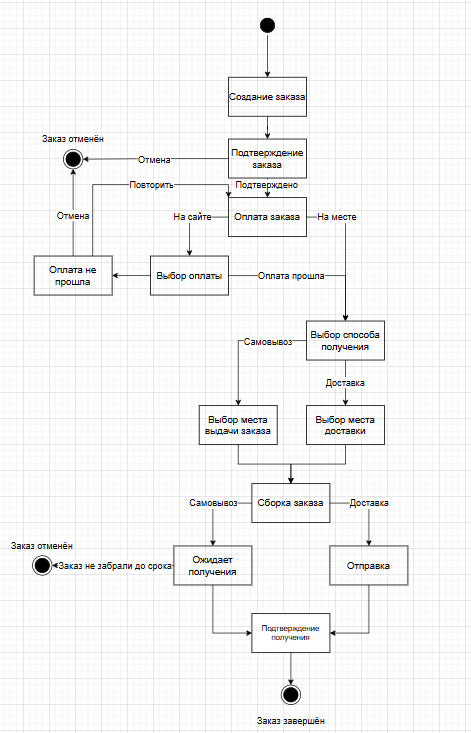 Создание заказа
Заказ отменён
Подтверждение
заказа
Отмена
Повторить
Подтверждено
Оплата заказа
На сайте
На месте
Отмена
Оплата не
прошла
Выбор оплаты
Оплата прошла
Выбор способа
получения
Самовывоз
Доставка
Выбор места
выдачи заказа
Выбор места
доставки
Сборка заказа
Самовывоз
Доставка
Заказ отменён
Заказ не забрали до срока
Ожидает
получения
Отправка
Подтверждение
получения
Заказ завершён